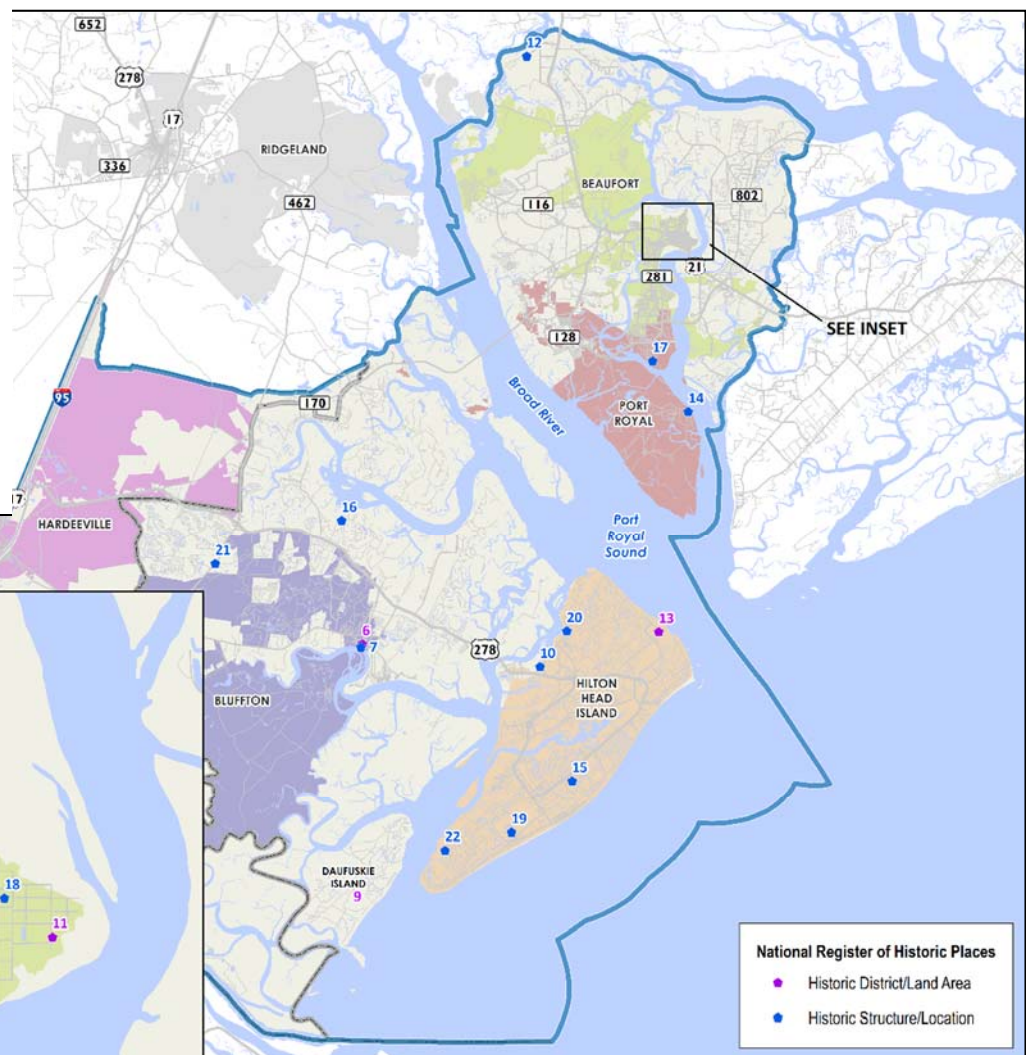 652
12
278
17
RIDGELAND
BEAUFORT
336
802
462
116
21
281
SEE INSET
128
17
95
14
170
Broad River
PORT
ROYAL
17
HARDEEVILLE
16
Port
Royal
Sound
21
20
13
6
7
278
10
BLUFFTON
HILTON
HEAD
ISLAND
15
19
22
DAUFUSKIE
ISLAND
9
18
11
National Register of Historic Places
Historic District/Land Area
Historic Structure/Location